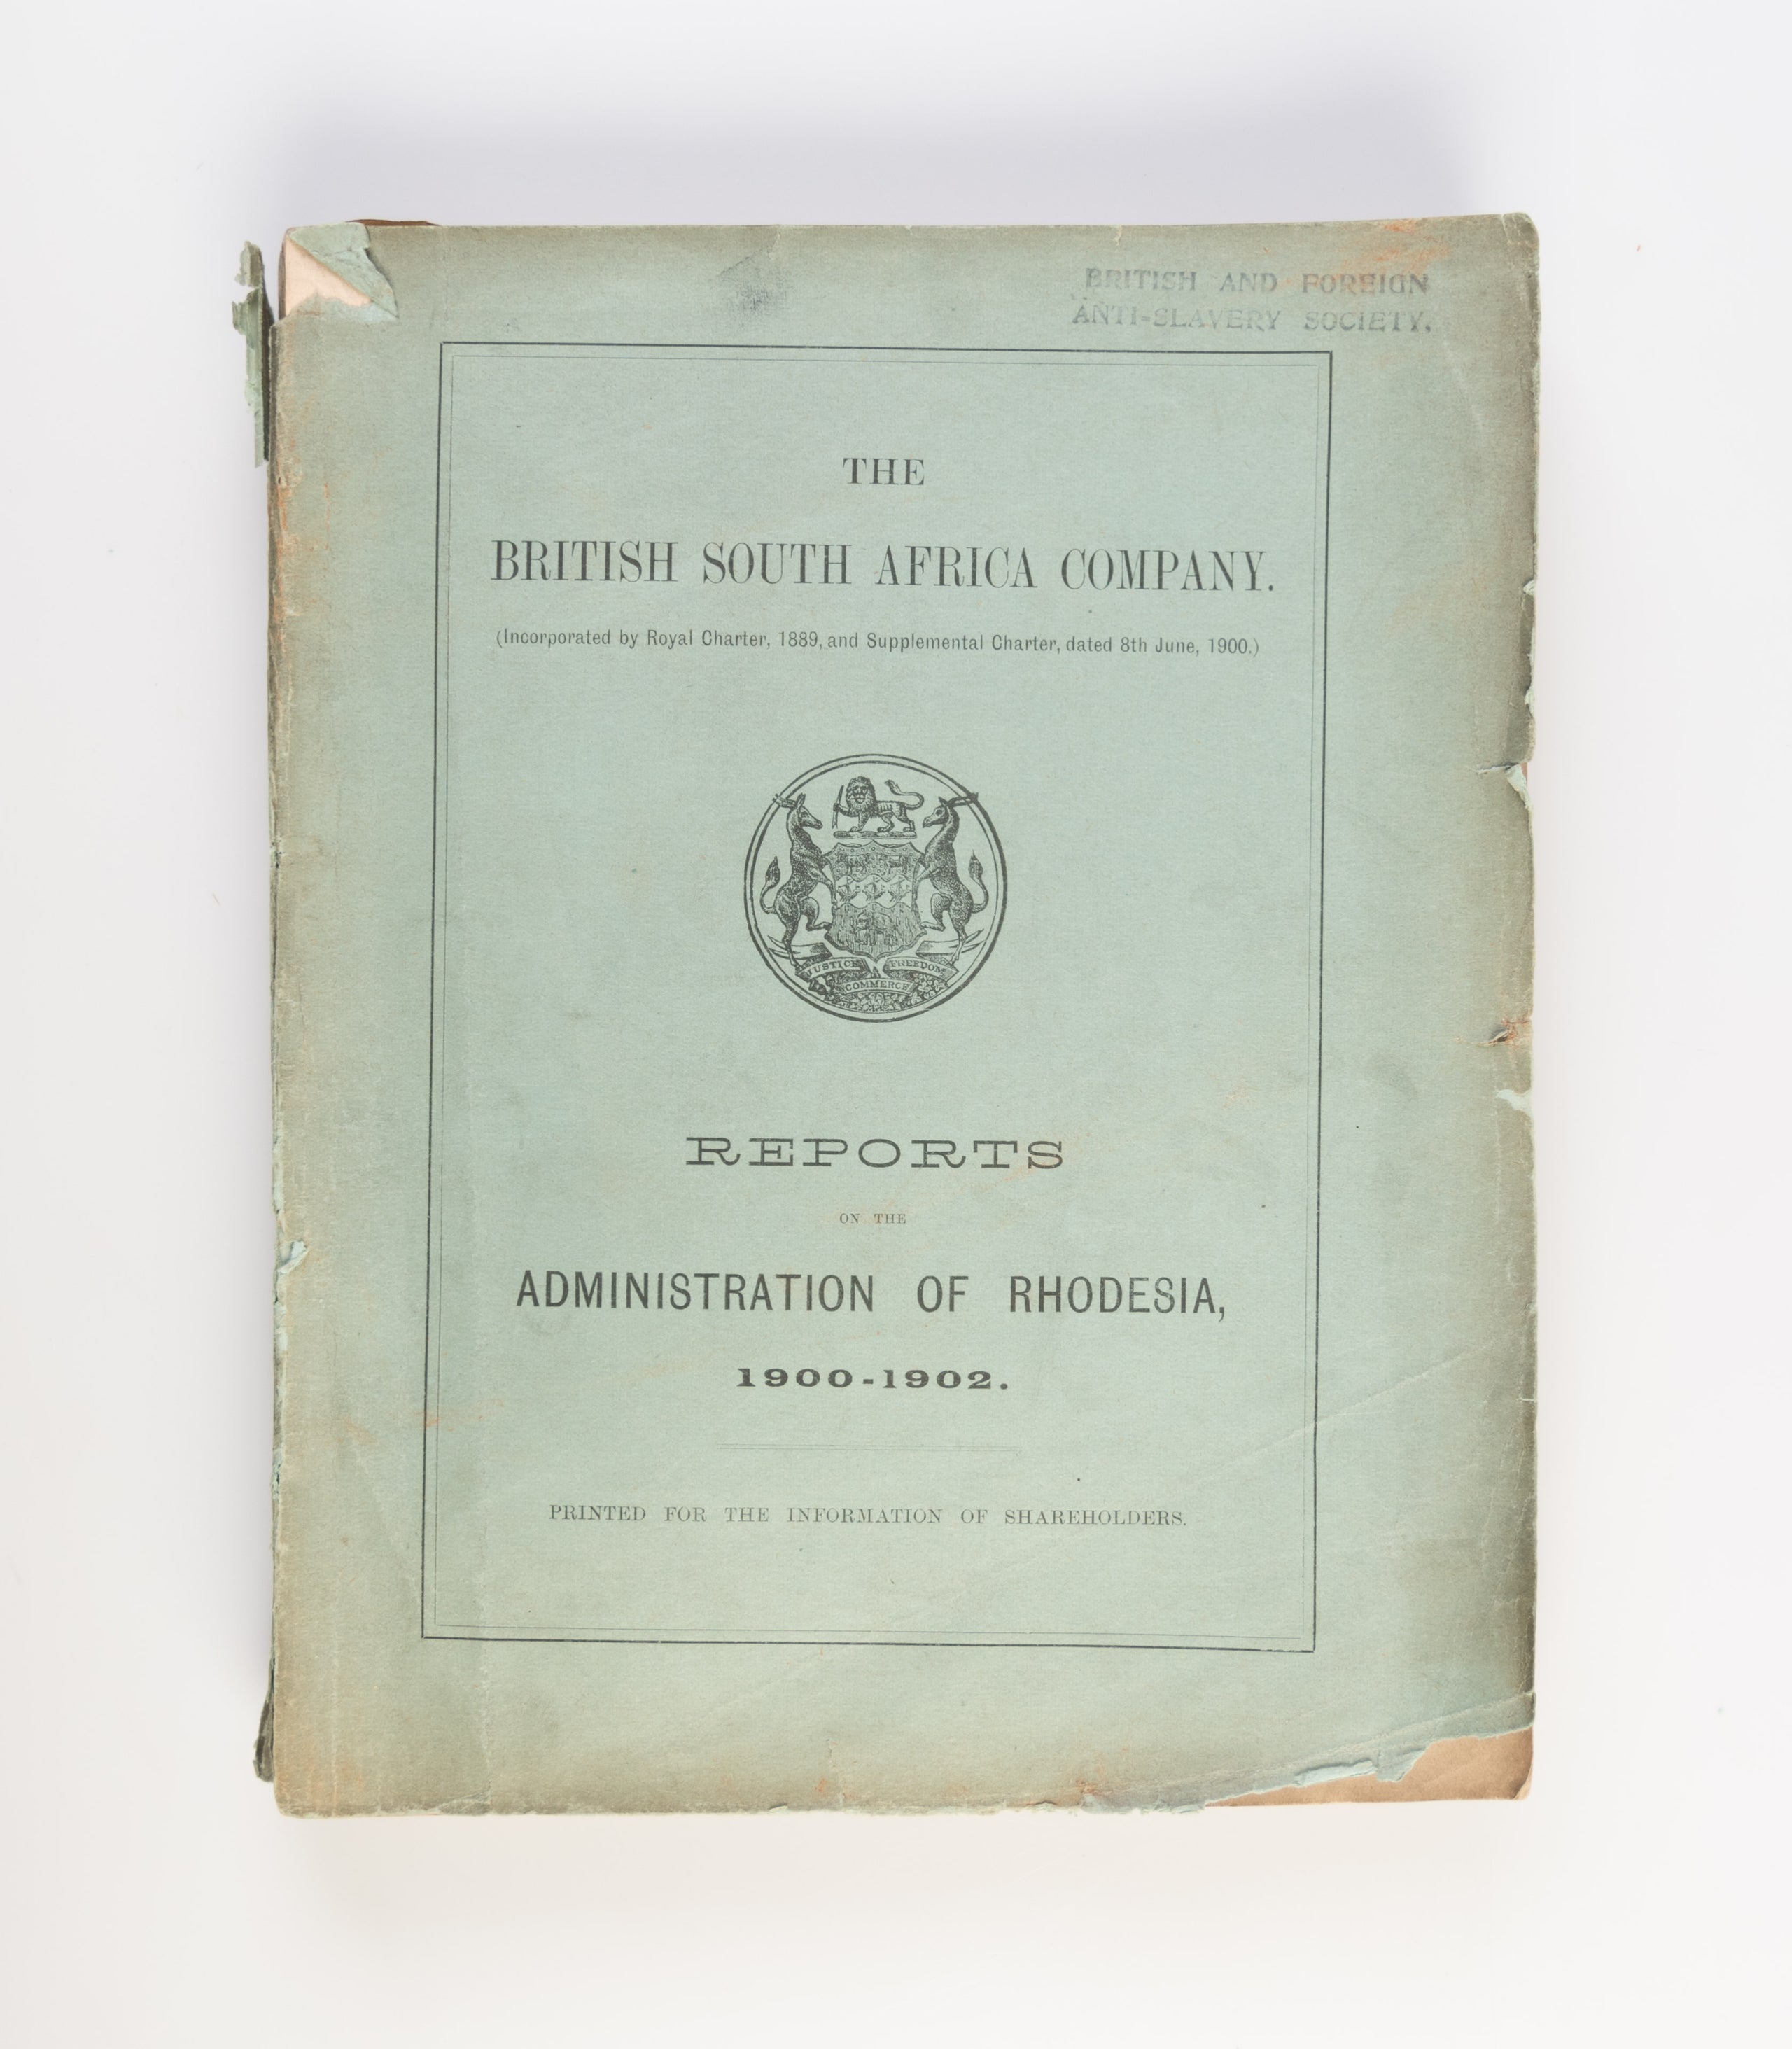 BRITISH AND FOREIGN
ANTI-SLAVERY SOCIETY.
THE
BRITISH SOUTH AFRICA COMPANY.
(Incorporated by Royal Charter, 1889, and Supplemental Charter, dated 8th June, 1900.)
JUSTICE FREEDOM
COMMERCE
REPORTS
ON THE
ADMINISTRATION OF RHODESIA,
1900-1902.
PRINTED FOR THE INFORMATION OF SHAREHOLDERS.